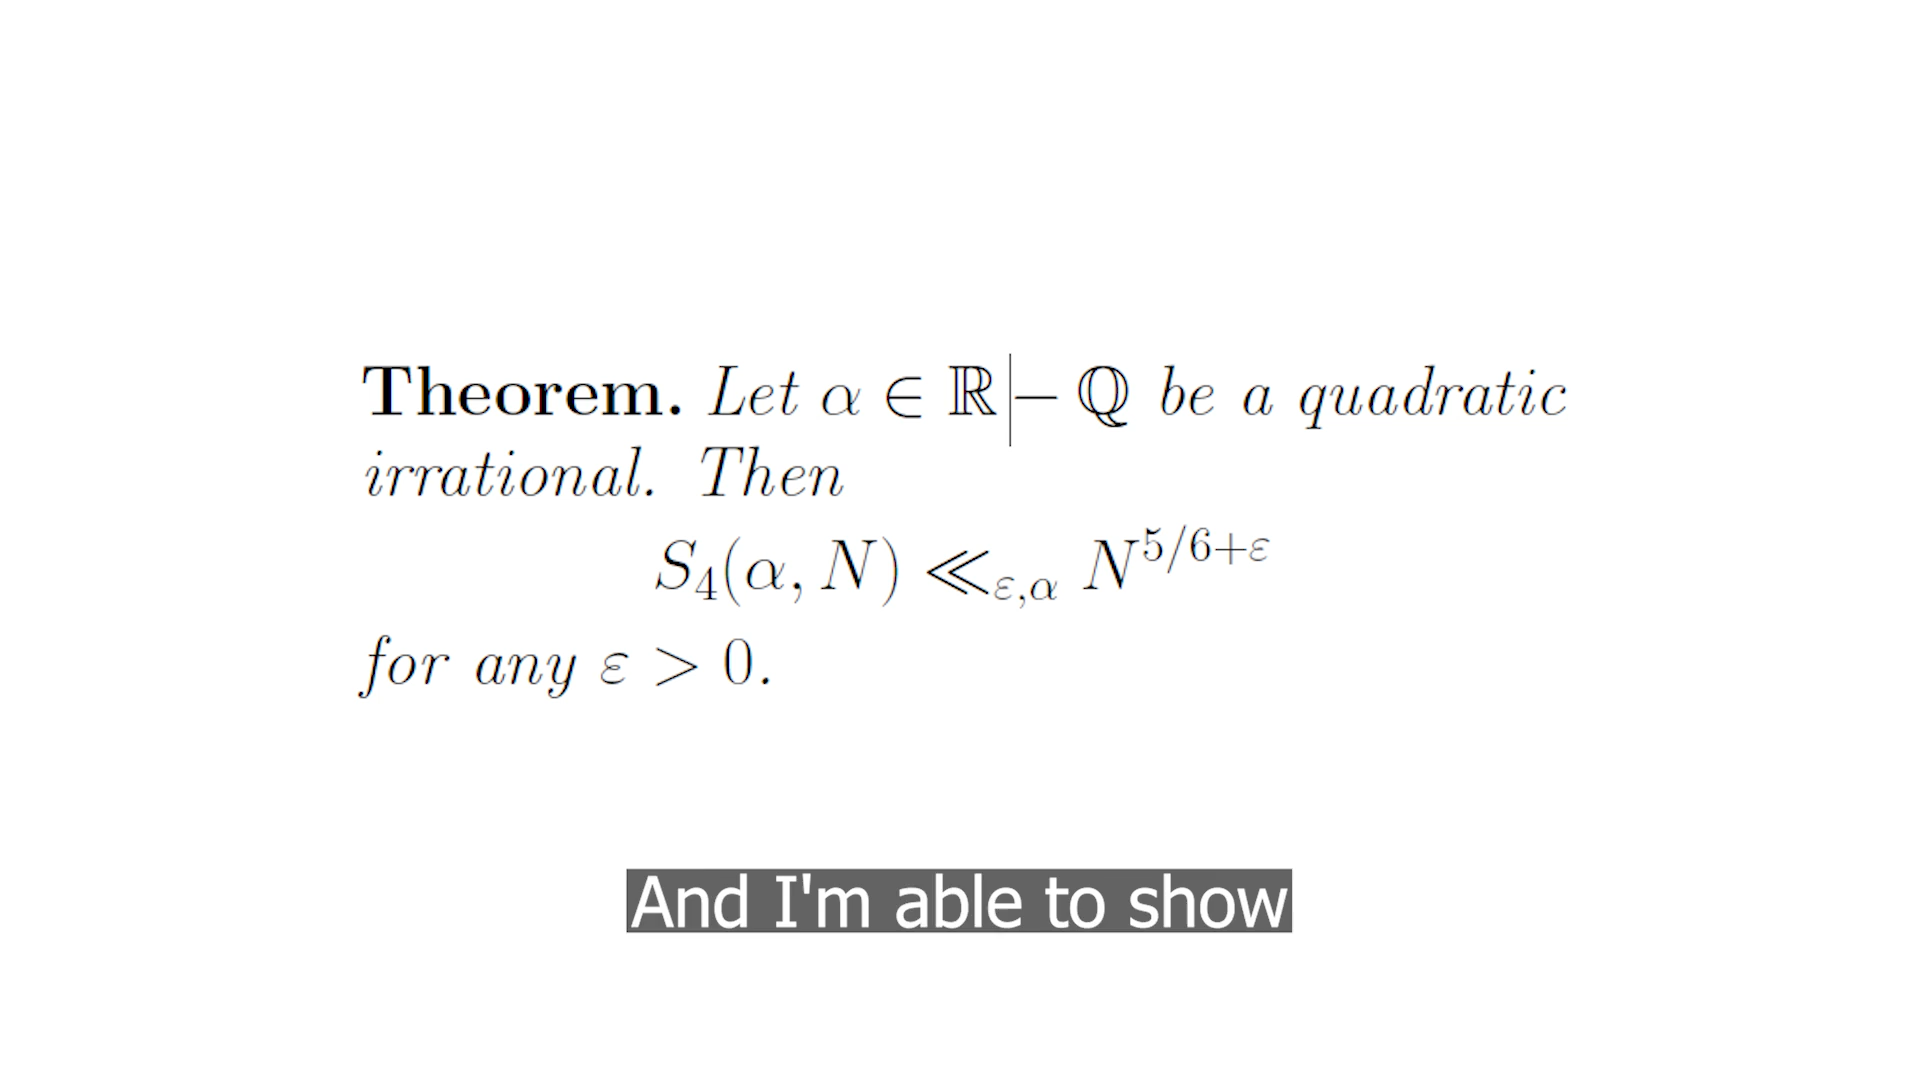 Theorem. Let α ∈ ℝ − ℚ be a quadratic
irrational. Then
S₄(α, N) ≪_{ε,α} N^{5/6+ε}
for any ε > 0.
And I'm able to show